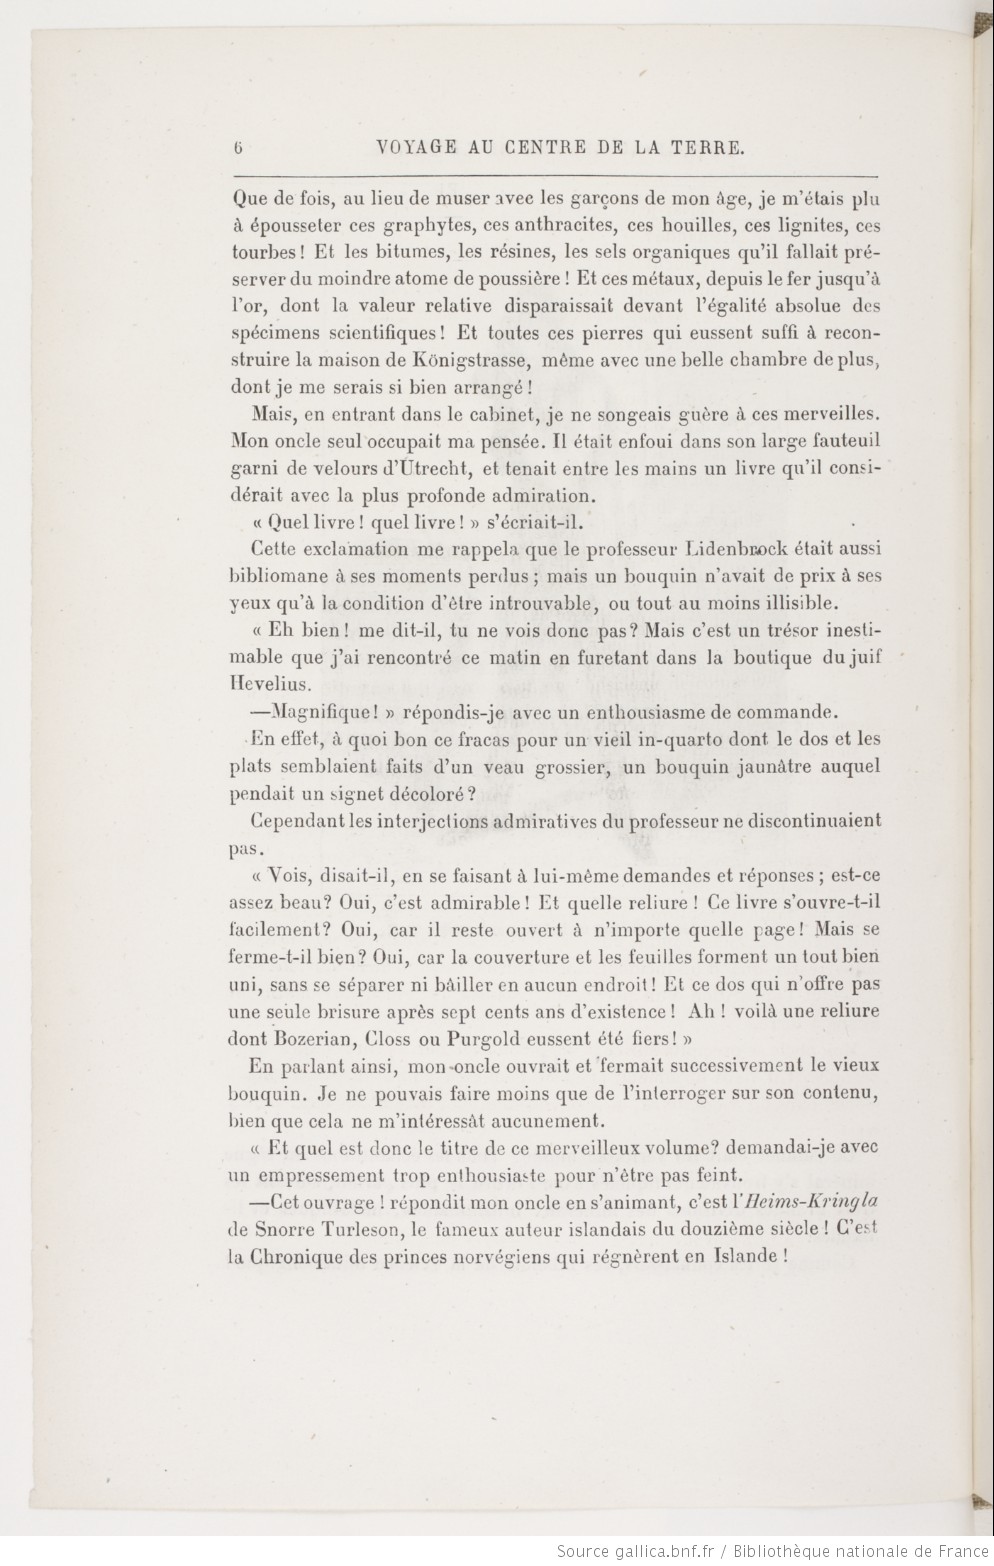 6 VOYAGE AU CENTRE DE LA TERRE.
Que de fois, au lieu de muser avec les garçons de mon âge, je m'étais plu
à épousseter ces graphytes, ces anthracites, ces houilles, ces lignites, ces
tourbes! Et les bitumes, les résines, les sels organiques qu'il fallait pré-
server du moindre atome de poussière ! Et ces métaux, depuis le fer jusqu'à
l'or, dont la valeur relative disparaissait devant l'égalité absolue des
spécimens scientifiques! Et toutes ces pierres qui eussent suffi à recon-
struire la maison de Königstrasse, même avec une belle chambre de plus,
dont je me serais si bien arrangé !
Mais, en entrant dans le cabinet, je ne songeais guère à ces merveilles.
Mon oncle seul occupait ma pensée. Il était enfoui dans son large fauteuil
garni de velours d'Utrecht, et tenait entre les mains un livre qu'il consi-
dérait avec la plus profonde admiration.
« Quel livre ! quel livre ! » s'écriait-il.
Cette exclamation me rappela que le professeur Lidenbrock était aussi
bibliomane à ses moments perdus ; mais un bouquin n'avait de prix à ses
yeux qu'à la condition d'être introuvable, ou tout au moins illisible.
« Eh bien ! me dit-il, tu ne vois donc pas? Mais c'est un trésor inesti-
mable que j'ai rencontré ce matin en furetant dans la boutique du juif
Hevelius.
—Magnifique! » répondis-je avec un enthousiasme de commande.
En effet, à quoi bon ce fracas pour un vieil in-quarto dont le dos et les
plats semblaient faits d'un veau grossier, un bouquin jaunâtre auquel
pendait un signet décoloré ?
Cependant les interjections admiratives du professeur ne discontinuaient
pas.
« Vois, disait-il, en se faisant à lui-même demandes et réponses ; est-ce
assez beau? Oui, c'est admirable ! Et quelle reliure ! Ce livre s'ouvre-t-il
facilement? Oui, car il reste ouvert à n'importe quelle page! Mais se
ferme-t-il bien? Oui, car la couverture et les feuilles forment un tout bien
uni, sans se séparer ni bâiller en aucun endroit ! Et ce dos qui n'offre pas
une seule brisure après sept cents ans d'existence ! Ah ! voilà une reliure
dont Bozerian, Closs ou Purgold eussent été fiers! »
En parlant ainsi, mon oncle ouvrait et fermait successivement le vieux
bouquin. Je ne pouvais faire moins que de l'interroger sur son contenu,
bien que cela ne m'intéressât aucunement.
« Et quel est donc le titre de ce merveilleux volume? demandai-je avec
un empressement trop enthousiaste pour n'être pas feint.
—Cet ouvrage ! répondit mon oncle en s'animant, c'est l'Heims-Kringla
de Snorre Turleson, le fameux auteur islandais du douzième siècle ! C'est
la Chronique des princes norvégiens qui régnèrent en Islande !
Source gallica.bnf.fr / Bibliothèque nationale de France